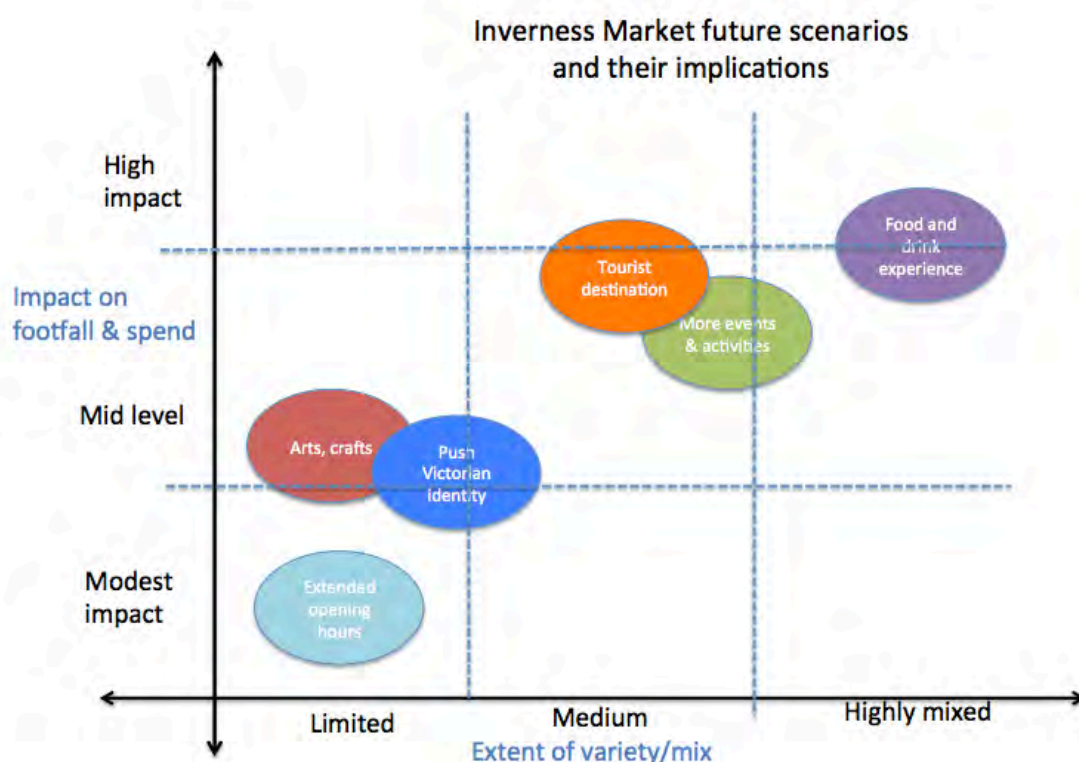 Inverness Market future scenarios
and their implications
High
impact
Food and
drink
experience
Tourist
destination
Impact on
footfall & spend
More events
& activities
Mid level
Arts, crafts
Push
Victorian
identity
Modest
impact
Extended
opening
hours
Limited
Medium
Highly mixed
Extent of variety/mix